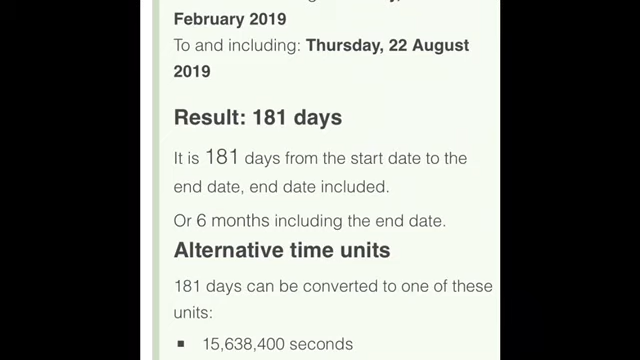 February 2019
To and including: Thursday, 22 August
2019
Result: 181 days
It is 181 days from the start date to the
end date, end date included.
Or 6 months including the end date.
Alternative time units
181 days can be converted to one of these
units:
▪ 15,638,400 seconds